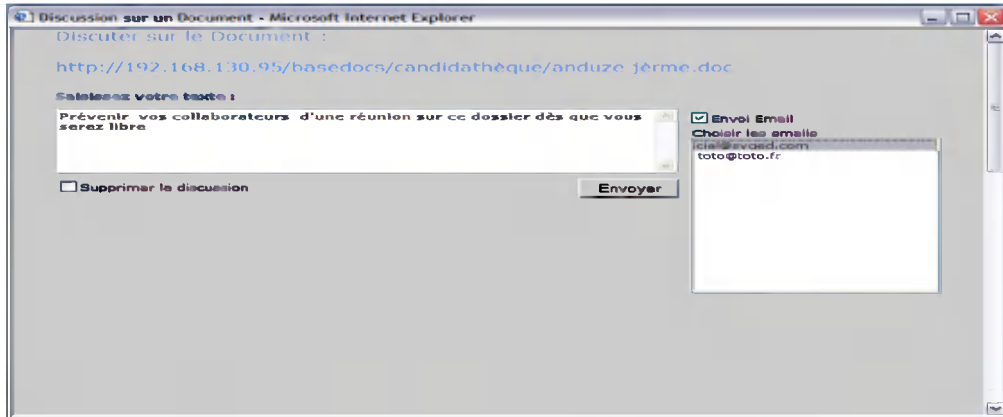 Discussion sur un Document - Microsoft Internet Explorer
Discuter sur le Document :
http://192.168.130.95/basedocs/candidathèque/anduze jèrme.doc
Saisissez votre texte :
Prévenir vos collaborateurs d'une réunion sur ce dossier dès que vous
serez libre
Envoi Email
Choisir les emails
toto@toto.fr
Supprimer la discussion
Envoyer